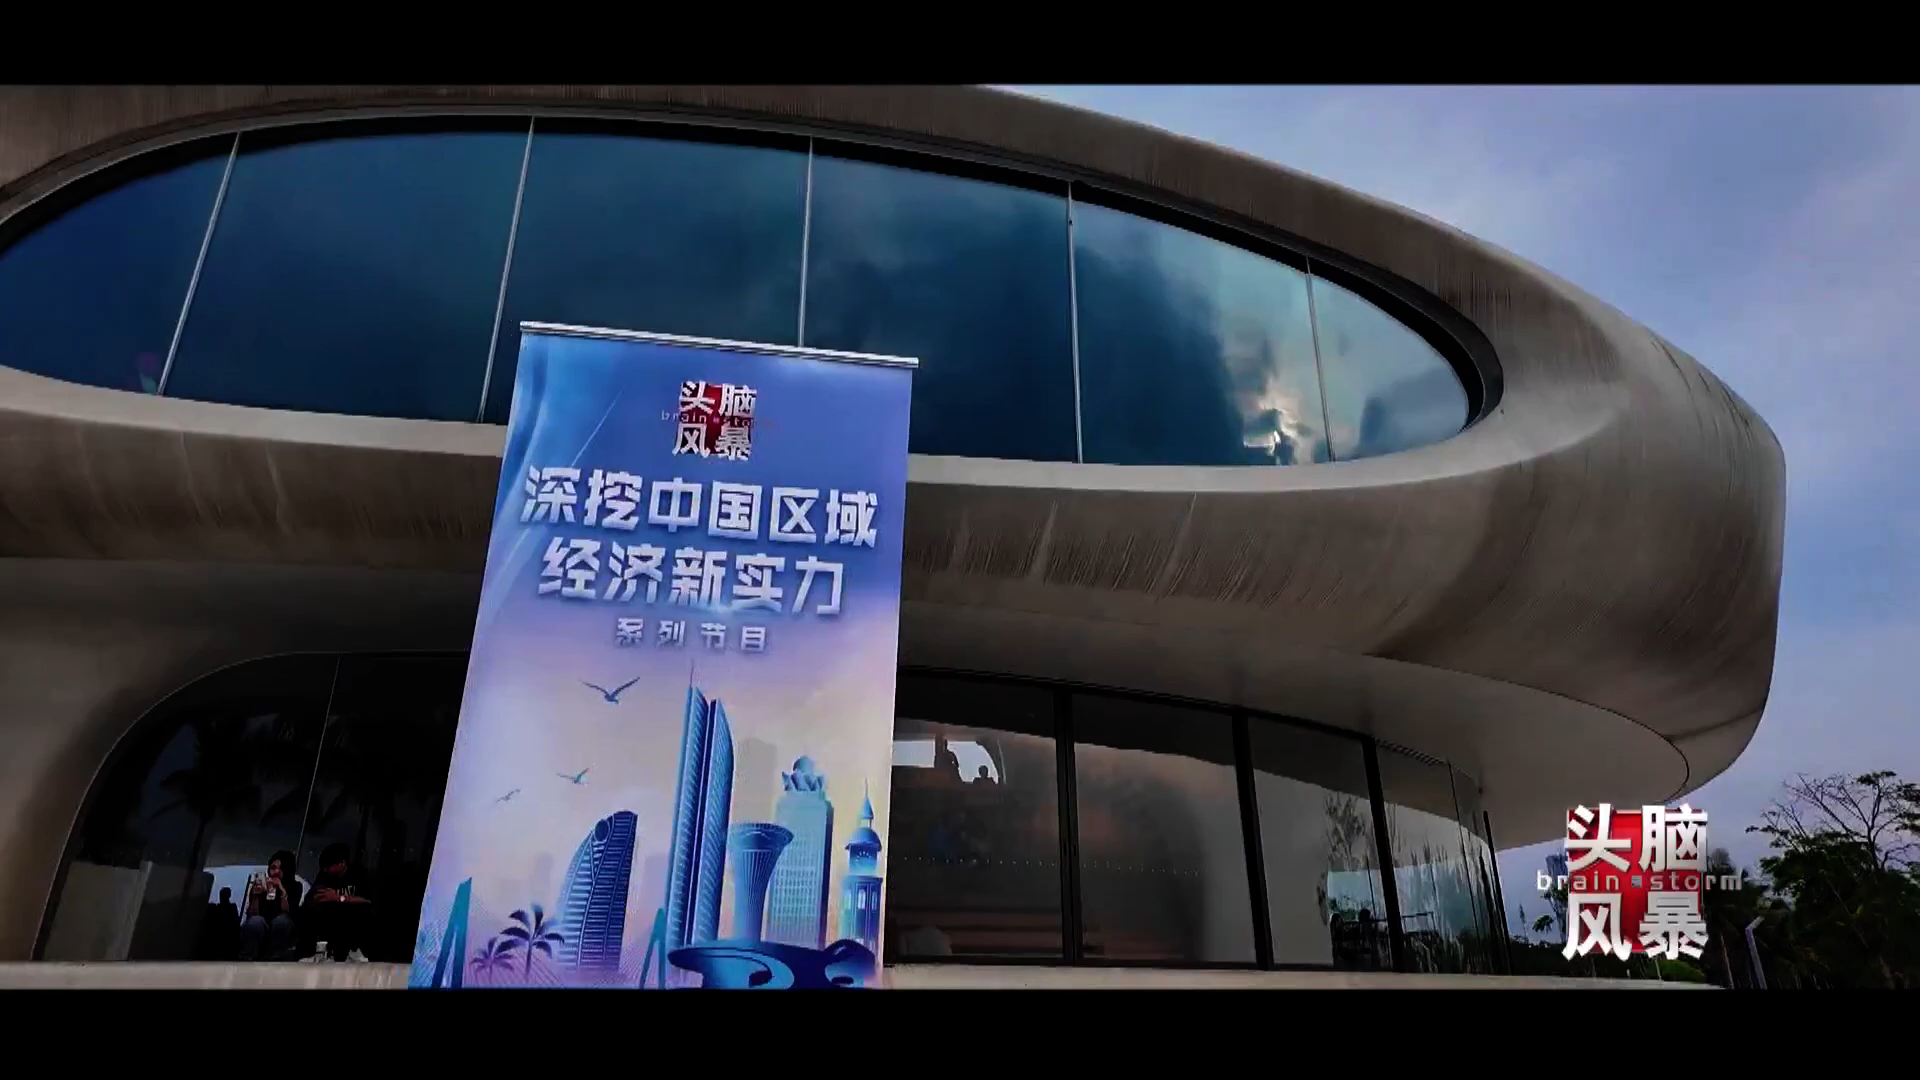 头脑
brain storm
风暴
深挖中国区域
经济新实力
系列节目
头脑
brain storm
风暴